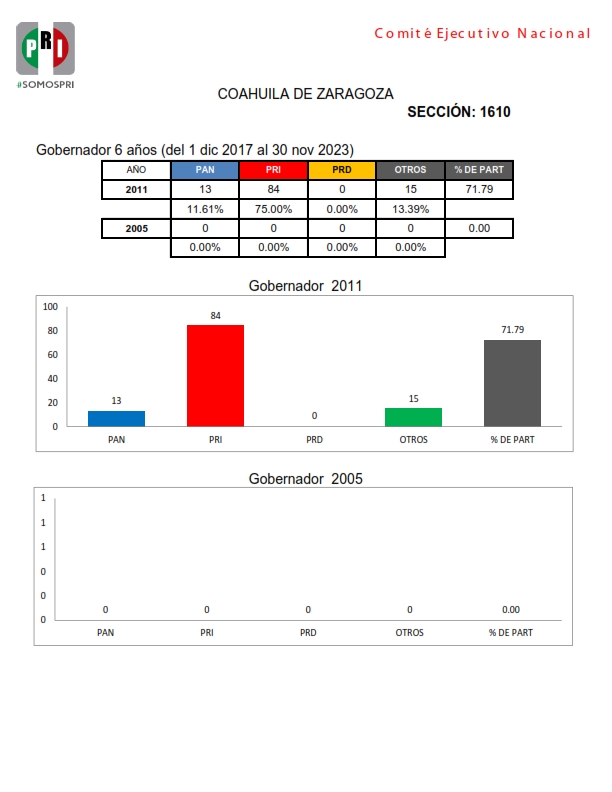 PRI
#SOMOSPRI
Comité Ejecutivo Nacional
COAHUILA DE ZARAGOZA
SECCIÓN: 1610
Gobernador 6 años (del 1 dic 2017 al 30 nov 2023)
AÑO PAN PRI PRD OTROS % DE PART
2011 13 84 0 15 71.79
11.61% 75.00% 0.00% 13.39%
2005 0 0 0 0 0.00
0.00% 0.00% 0.00% 0.00%
Gobernador 2011
100
80
60
40
20
0
13 84 0 15 71.79
PAN PRI PRD OTROS % DE PART
Gobernador 2005
1
1
1
0
0
0
0 0 0 0 0.00
PAN PRI PRD OTROS % DE PART